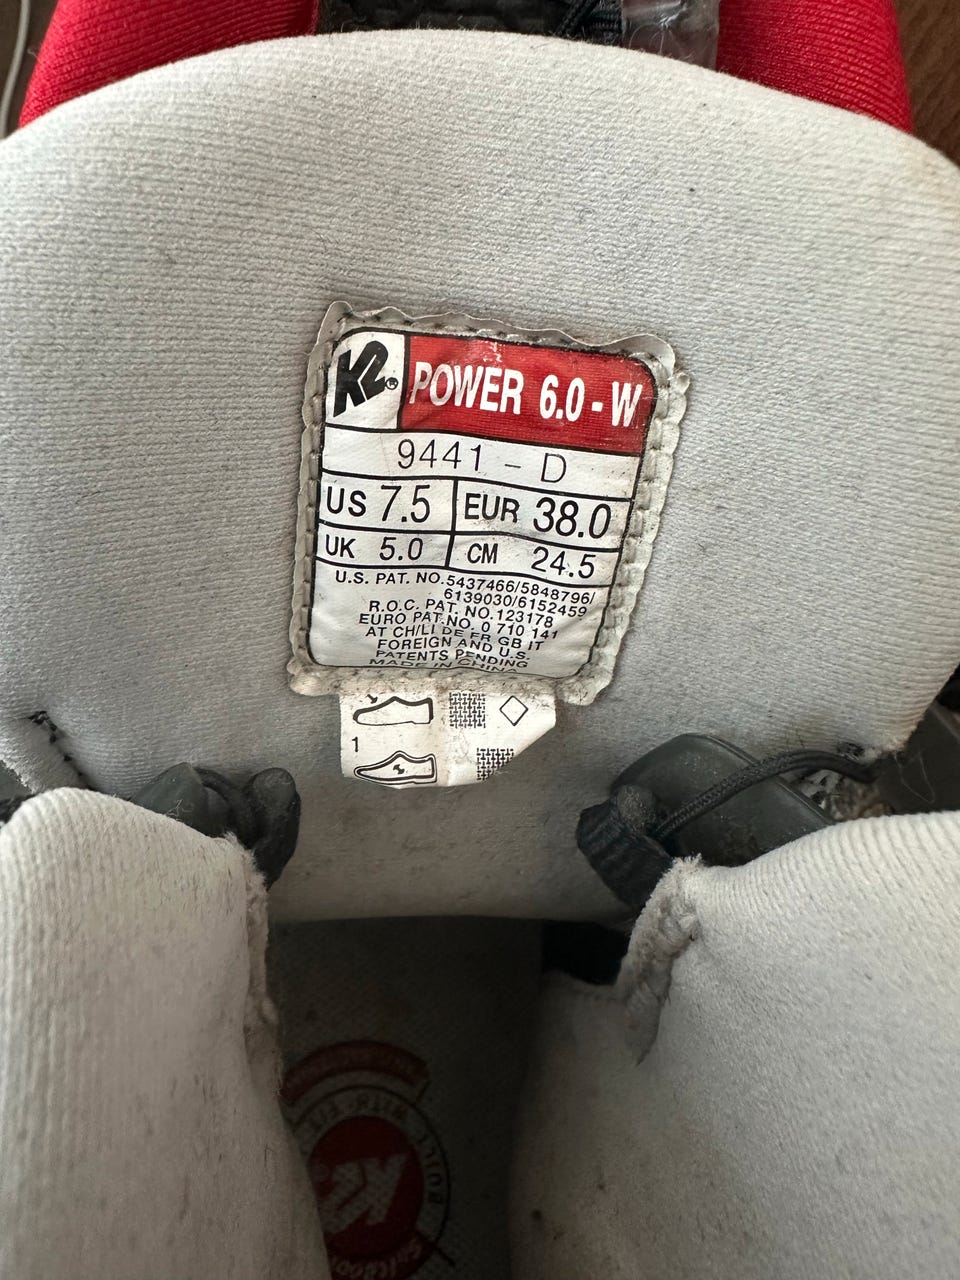 K2® POWER 6.0 - W
9441 - D
US 7.5 EUR 38.0
UK 5.0 CM 24.5
U.S. PAT. NO.5437466/5848796/
6139030/6152459
R.O.C. PAT. NO.123178
EURO PAT.NO. 0 710 141
AT CH/LI DE FR GB IT
FOREIGN AND U.S.
PATENTS PENDING
MADE IN CHINA
1
K2